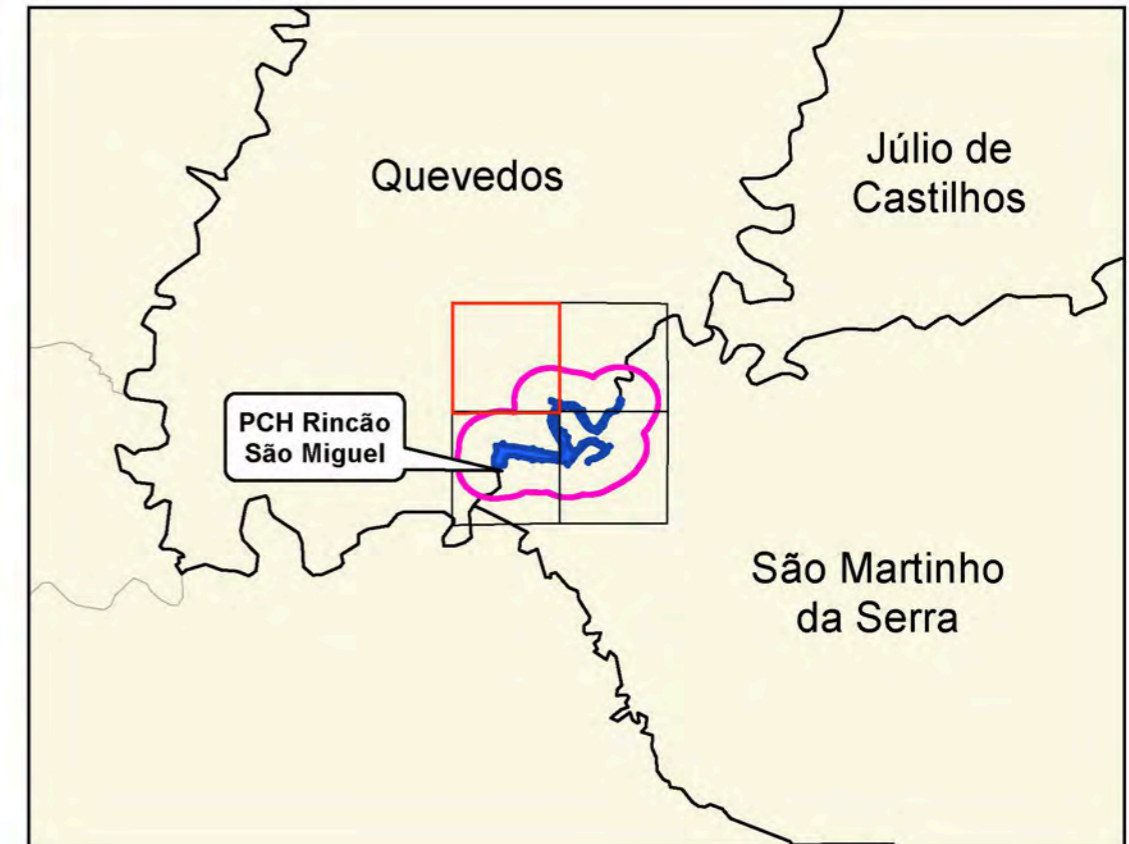 Júlio de
Castilhos
Quevedos
PCH Rincão
São Miguel
São Martinho
da Serra